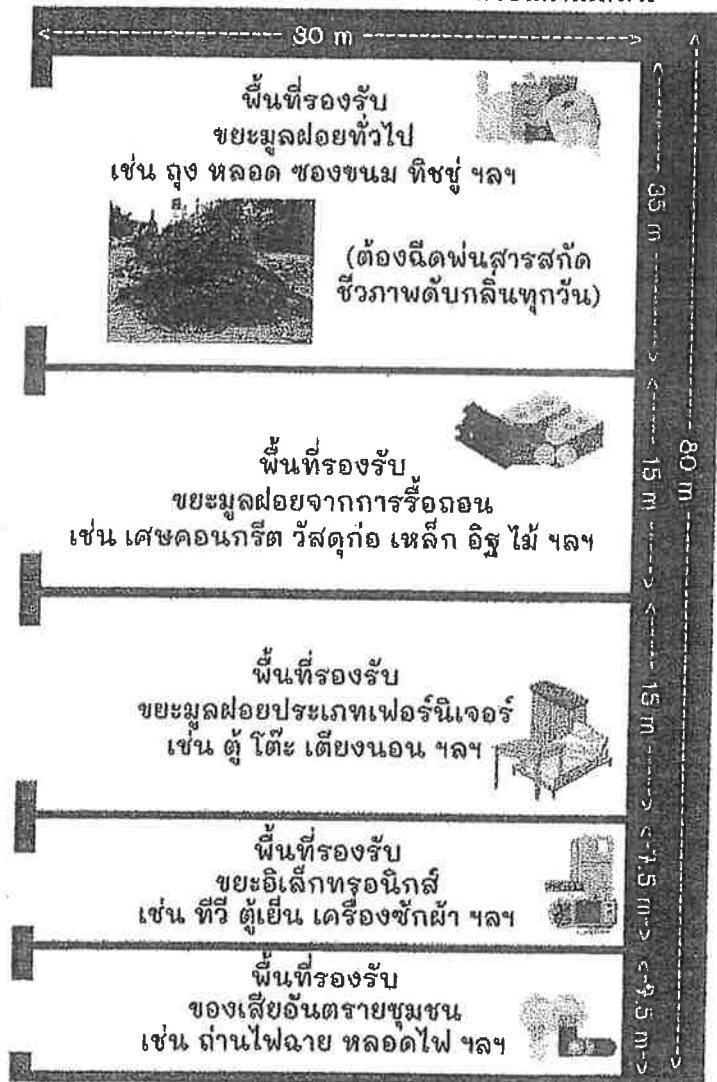 30 m
พื้นที่รองรับ
ขยะมูลฝอยทั่วไป
เช่น ถุง หลอด ซองขนม ทิชชู่ ฯลฯ
(ต้องฉีดพ่นสารสกัด
ชีวภาพดับกลิ่นทุกวัน)
35 m
พื้นที่รองรับ
ขยะมูลฝอยจากการรื้อถอน
เช่น เศษคอนกรีต วัสดุก่อ เหล็ก อิฐ ไม้ ฯลฯ
15 m
80 m
พื้นที่รองรับ
ขยะมูลฝอยประเภทเฟอร์นิเจอร์
เช่น ตู้ โต๊ะ เตียงนอน ฯลฯ
15 m
พื้นที่รองรับ
ขยะอิเล็กทรอนิกส์
เช่น ทีวี ตู้เย็น เครื่องซักผ้า ฯลฯ
7.5 m
พื้นที่รองรับ
ของเสียอันตรายชุมชน
เช่น ถ่านไฟฉาย หลอดไฟ ฯลฯ
7.5 m